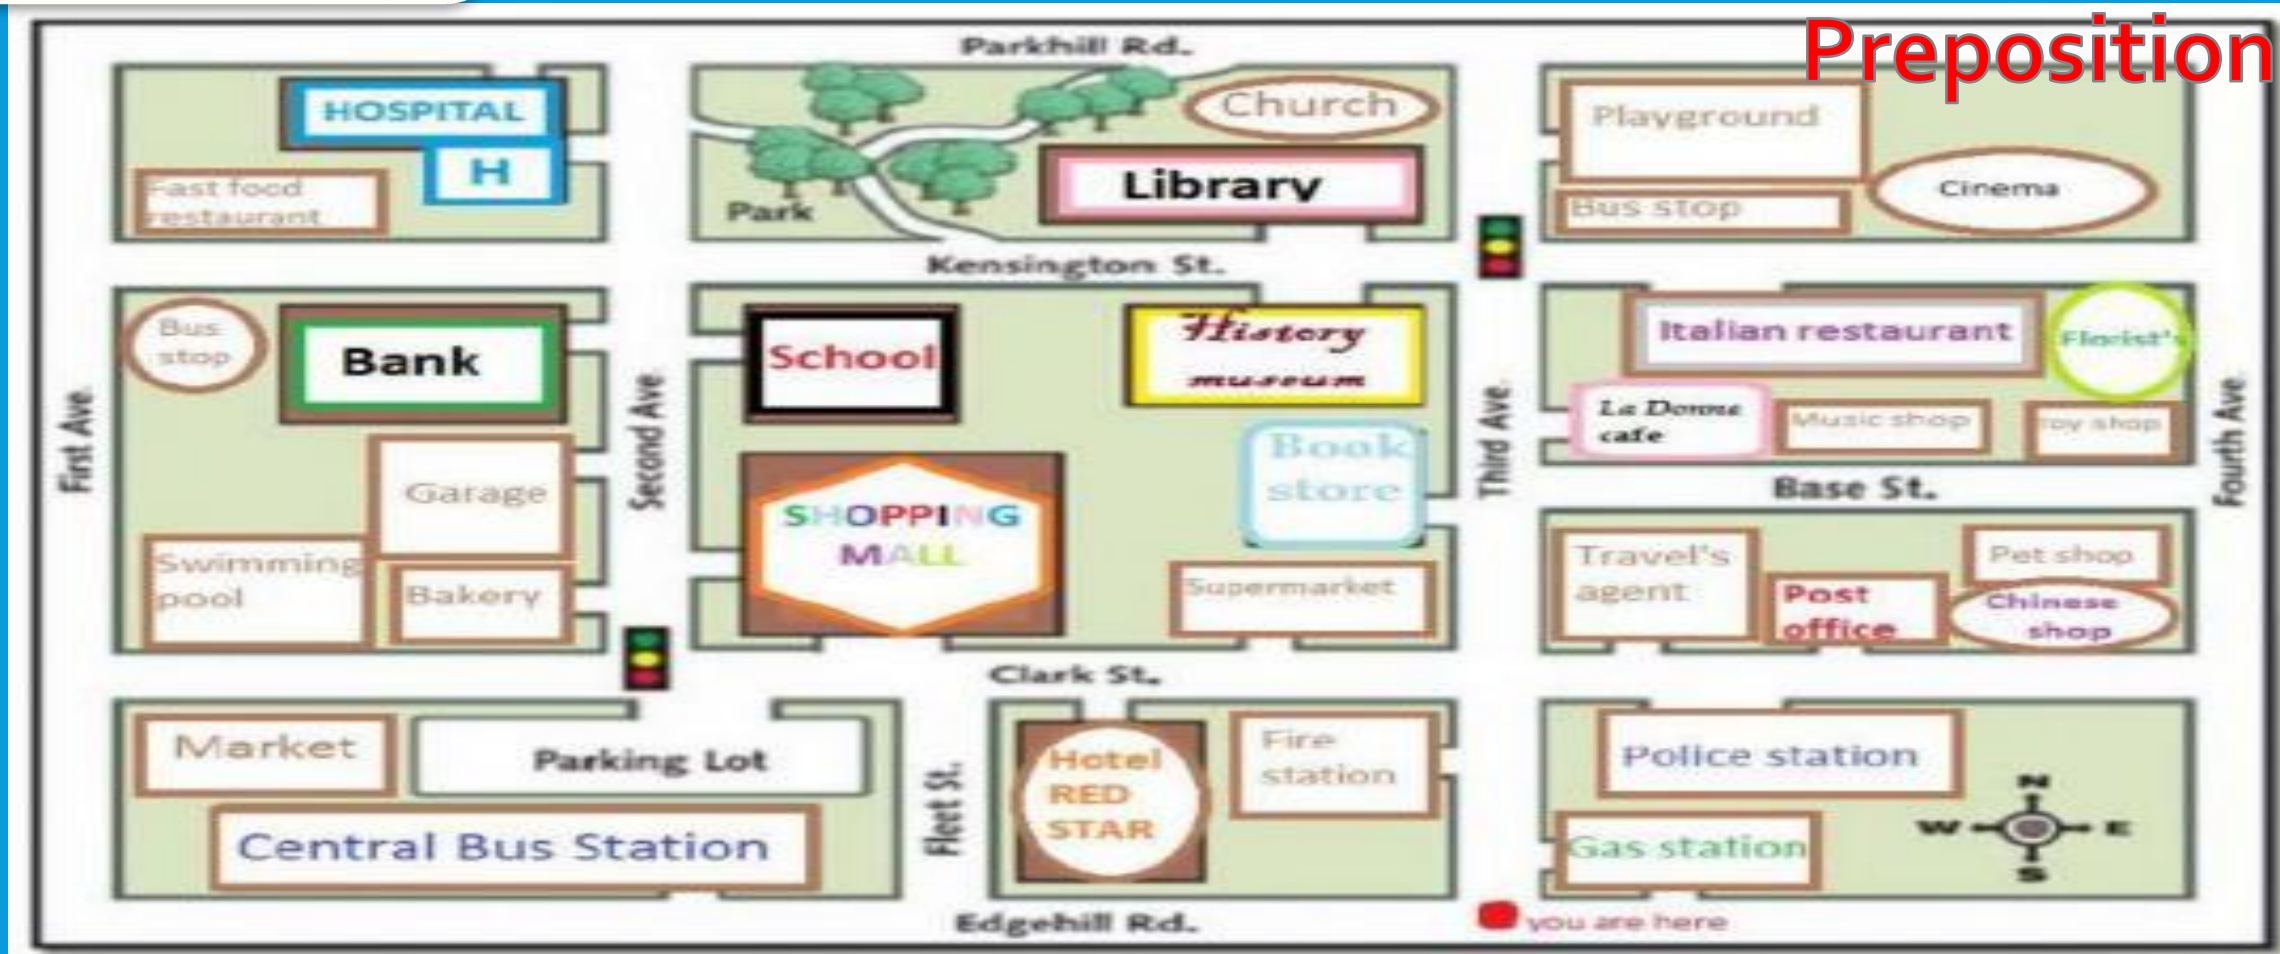 Preposition
Parkhill Rd.
HOSPITAL
H
Fast food
restaurant
Park
Church
Library
Playground
Bus stop
Cinema
Kensington St.
Bus
stop
Bank
School
History
museum
Italian restaurant
Florist's
La Donne
cafe
Music shop
Toy shop
First Ave.
Second Ave.
Third Ave.
Fourth Ave.
Garage
Swimming
pool
Bakery
SHOPPING
MALL
Book
store
Supermarket
Base St.
Travel's
agent
Post
office
Pet shop
Chinese
shop
Clark St.
Market
Parking Lot
Central Bus Station
Fleet St.
Hotel
RED
STAR
Fire
station
Police station
Gas station
N
W
E
S
Edgehill Rd.
you are here